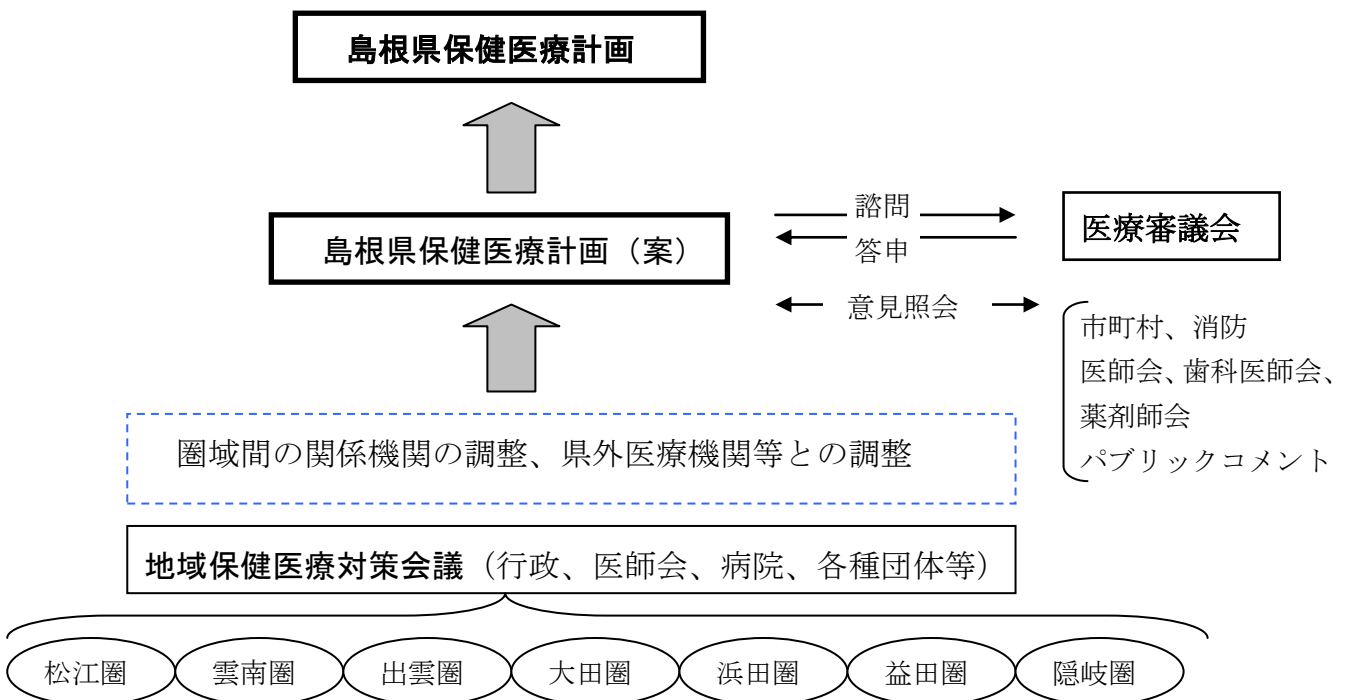 島根県保健医療計画
島根県保健医療計画（案）
諮問
答申
医療審議会
意見照会
市町村、消防
医師会、歯科医師会、
薬剤師会
パブリックコメント
圏域間の関係機関の調整、県外医療機関等との調整
地域保健医療対策会議（行政、医師会、病院、各種団体等）
松江圏
雲南圏
出雲圏
大田圏
浜田圏
益田圏
隠岐圏